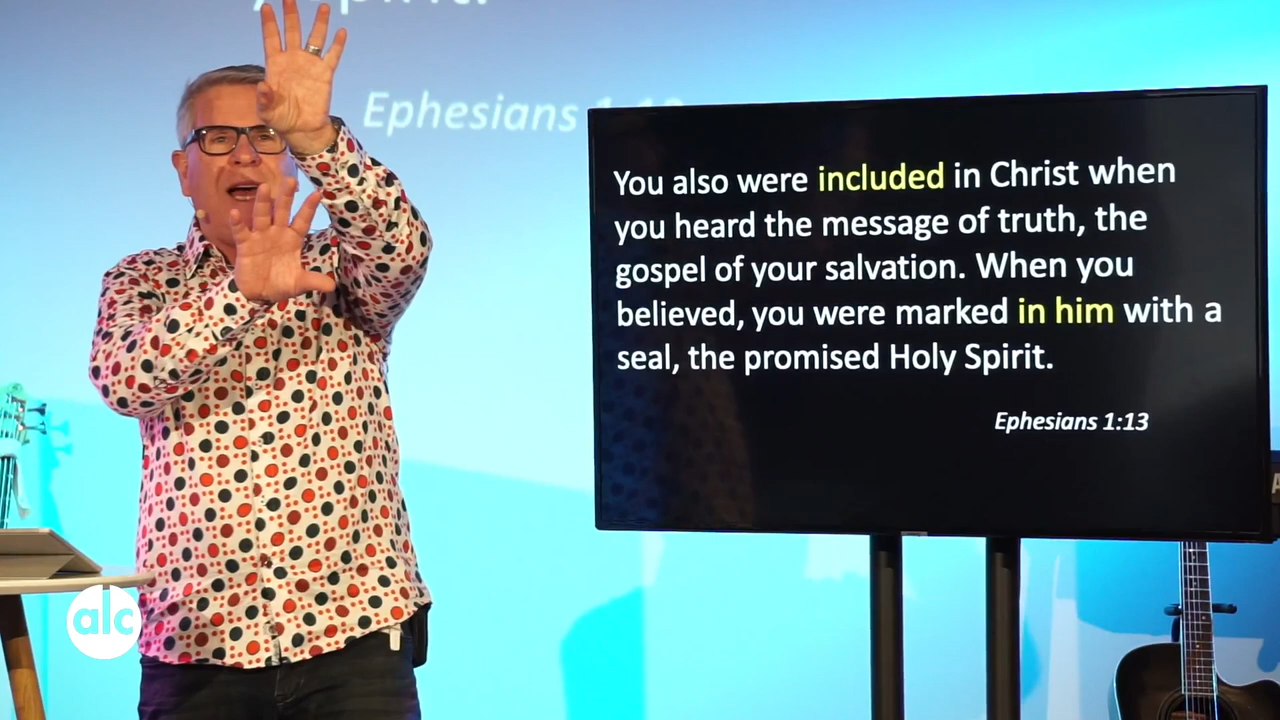 Ephesians
You also were included in Christ when
you heard the message of truth, the
gospel of your salvation. When you
believed, you were marked in him with a
seal, the promised Holy Spirit.
Ephesians 1:13
alc